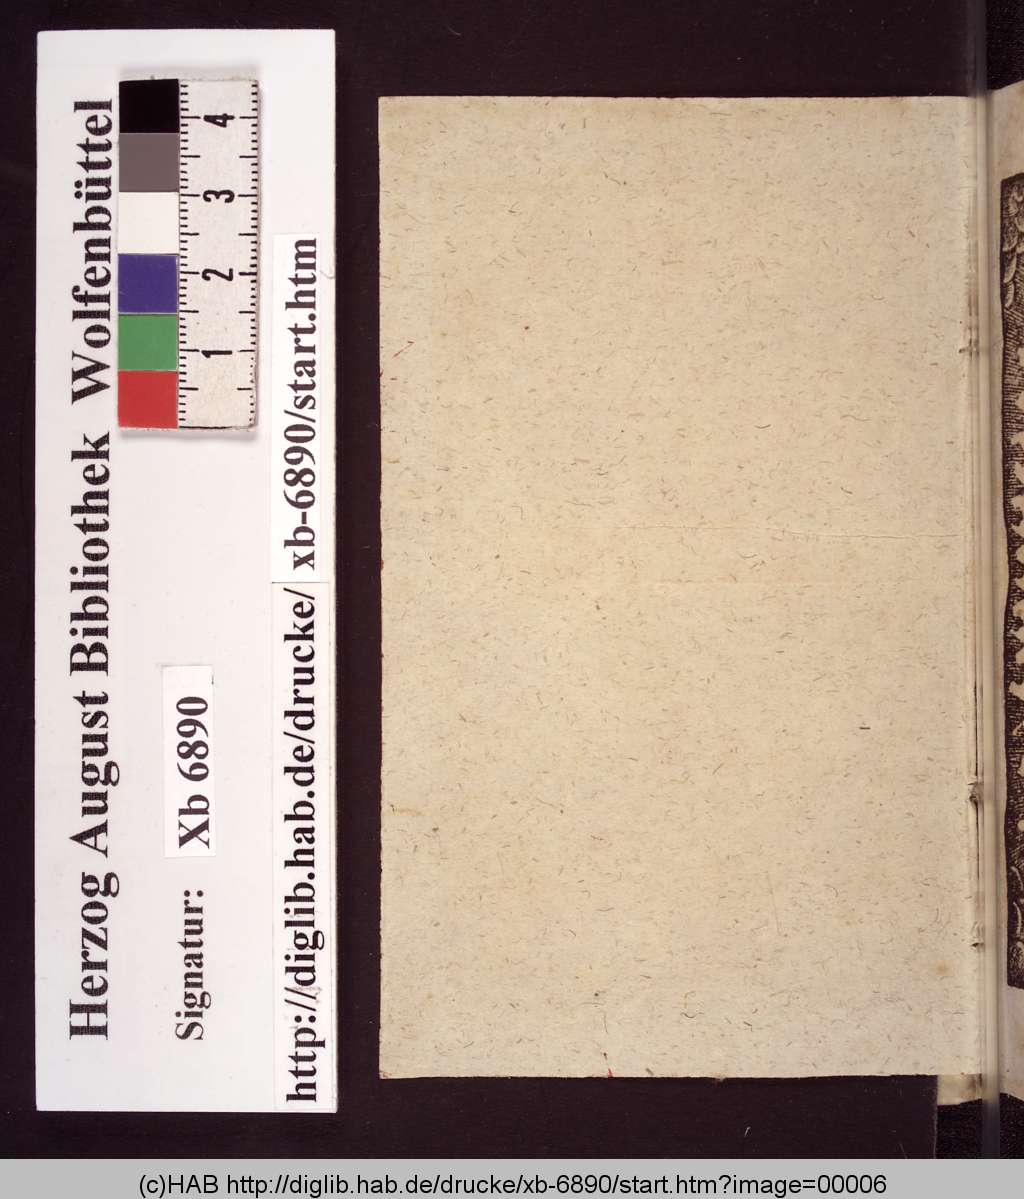 Herzog August Bibliothek Wolfenbüttel
Signatur: Xb 6890
http://diglib.hab.de/drucke/ xb-6890/start.htm
4
3
2
1
(c)HAB http://diglib.hab.de/drucke/xb-6890/start.htm?image=00006